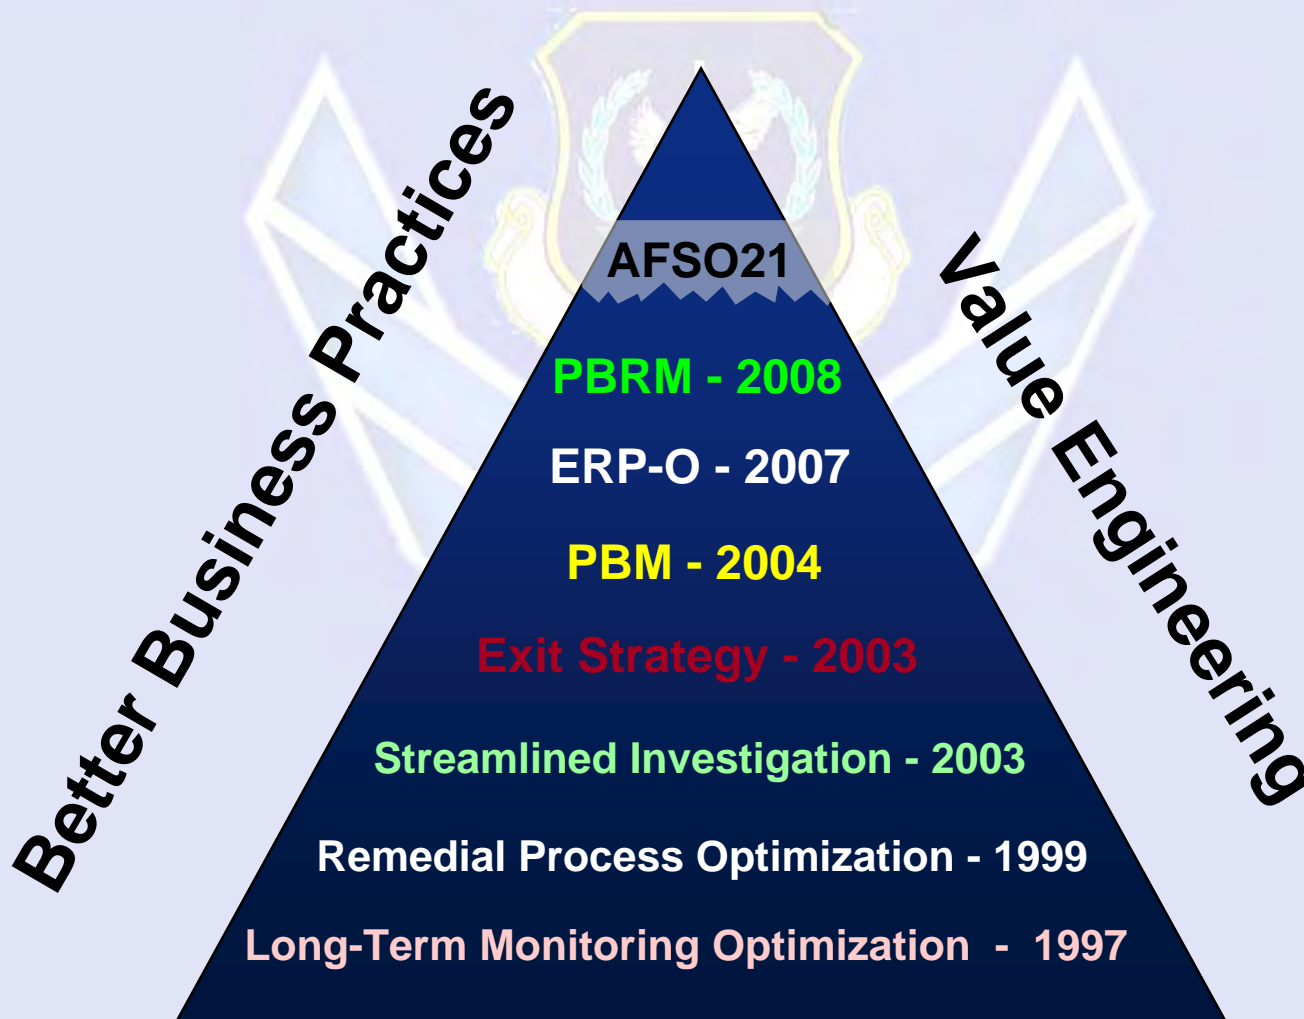 Better Business Practices
Value Engineering
AFSO21
PBRM - 2008
ERP-O - 2007
PBM - 2004
Exit Strategy - 2003
Streamlined Investigation - 2003
Remedial Process Optimization - 1999
Long-Term Monitoring Optimization - 1997